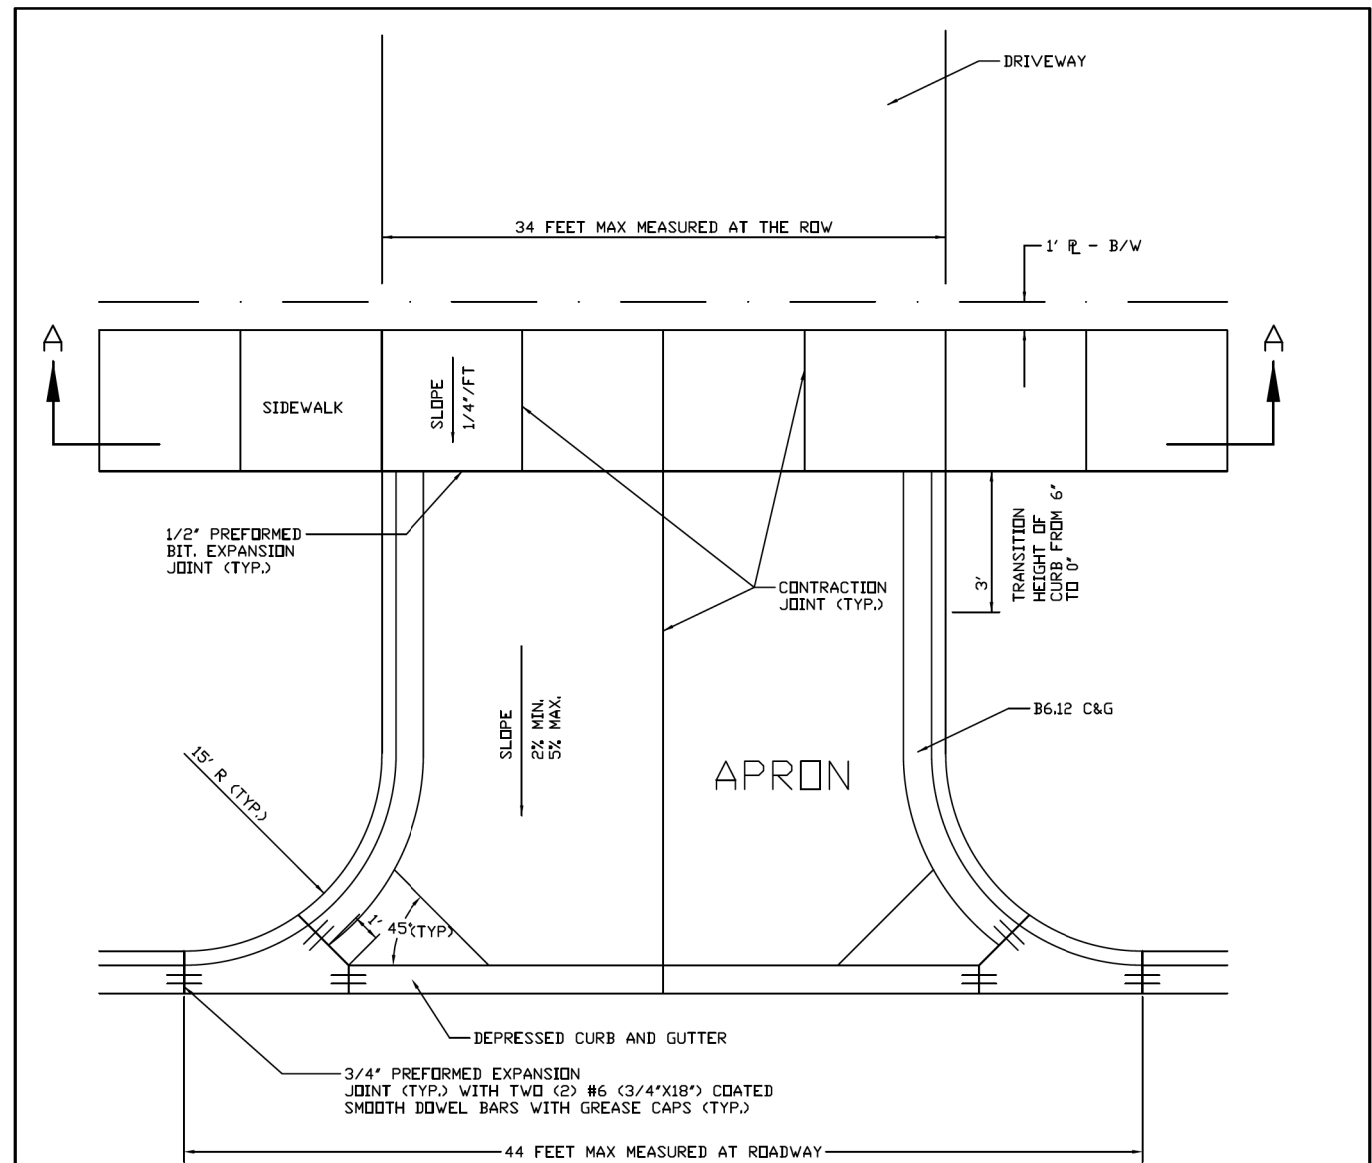 DRIVEWAY
34 FEET MAX MEASURED AT THE ROW
1' PL - B/W
A
A
SIDEWALK
SLOPE
1/4"/FT
1/2" PREFORMED
BIT. EXPANSION
JOINT (TYP.)
CONTRACTION
JOINT (TYP.)
3'
TRANSITION
HEIGHT OF
CURB FROM 6"
TO 0"
SLOPE
2% MIN.
5% MAX.
B6.12 C&G
APRON
15' R (TYP.)
1'
45°(TYP)
DEPRESSED CURB AND GUTTER
3/4" PREFORMED EXPANSION
JOINT (TYP.) WITH TWO (2) #6 (3/4"X18") COATED
SMOOTH DOWEL BARS WITH GREASE CAPS (TYP.)
44 FEET MAX MEASURED AT ROADWAY